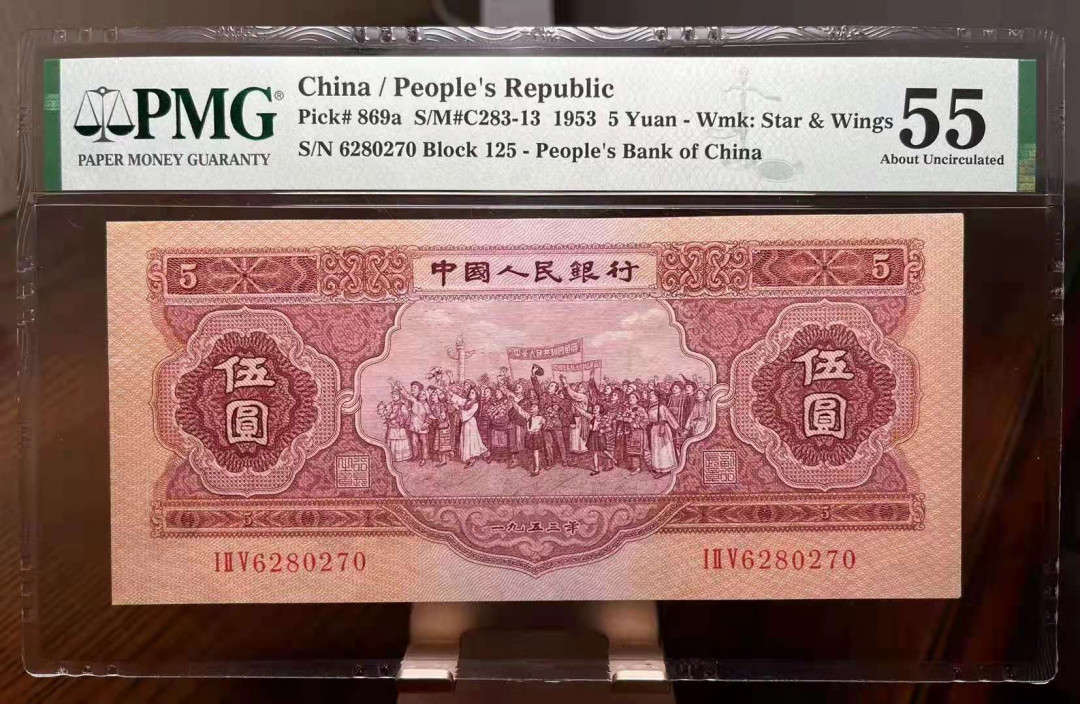 PMG®
PAPER MONEY GUARANTY
China / People's Republic
Pick# 869a S/M#C283-13 1953 5 Yuan - Wmk: Star & Wings
S/N 6280270 Block 125 - People's Bank of China
55
About Uncirculated
5
中國人民銀行
5
伍圓
伍圓
5
一九五三年
5
ⅠⅡⅤ6280270
ⅠⅡⅤ6280270